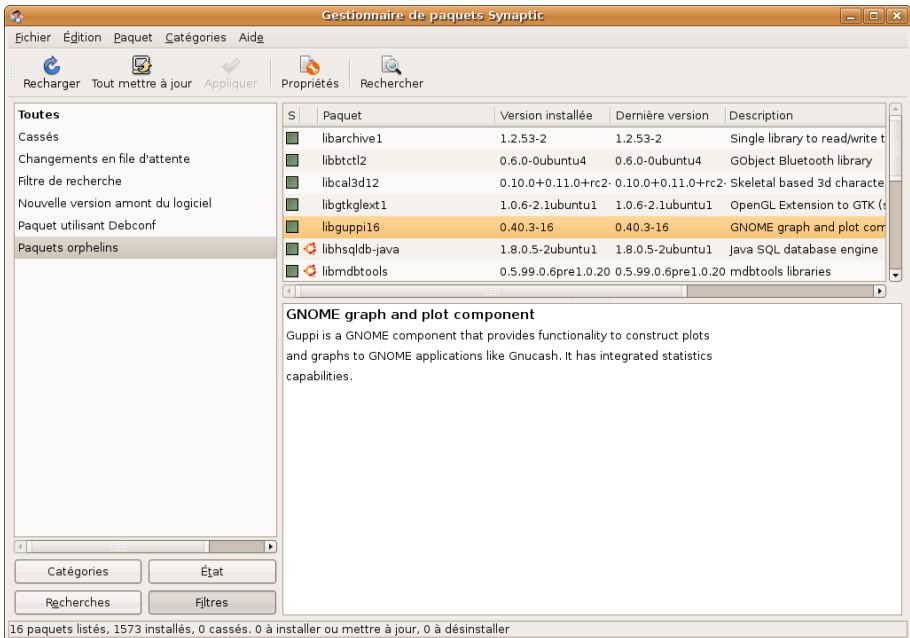 Gestionnaire de paquets Synaptic
Fichier Édition Paquet Catégories Aide
Recharger Tout mettre à jour Appliquer Propriétés Rechercher
Toutes
Cassés
Changements en file d'attente
Filtre de recherche
Nouvelle version amont du logiciel
Paquet utilisant Debconf
Paquets orphelins
S Paquet Version installée Dernière version Description
libarchive1 1.2.53-2 1.2.53-2 Single library to read/write t
libbtctl2 0.6.0-0ubuntu4 0.6.0-0ubuntu4 GObject Bluetooth library
libcal3d12 0.10.0+0.11.0+rc2- 0.10.0+0.11.0+rc2- Skeletal based 3d characte
libgtkglext1 1.0.6-2.1ubuntu1 1.0.6-2.1ubuntu1 OpenGL Extension to GTK (s
libguppi16 0.40.3-16 0.40.3-16 GNOME graph and plot com
libhsqldb-java 1.8.0.5-2ubuntu1 1.8.0.5-2ubuntu1 Java SQL database engine
libmdbtools 0.5.99.0.6pre1.0.20 0.5.99.0.6pre1.0.20 mdbtools libraries
GNOME graph and plot component
Guppi is a GNOME component that provides functionality to construct plots
and graphs to GNOME applications like Gnucash. It has integrated statistics
capabilities.
Catégories État
Recherches Filtres
16 paquets listés, 1573 installés, 0 cassés. 0 à installer ou mettre à jour, 0 à désinstaller